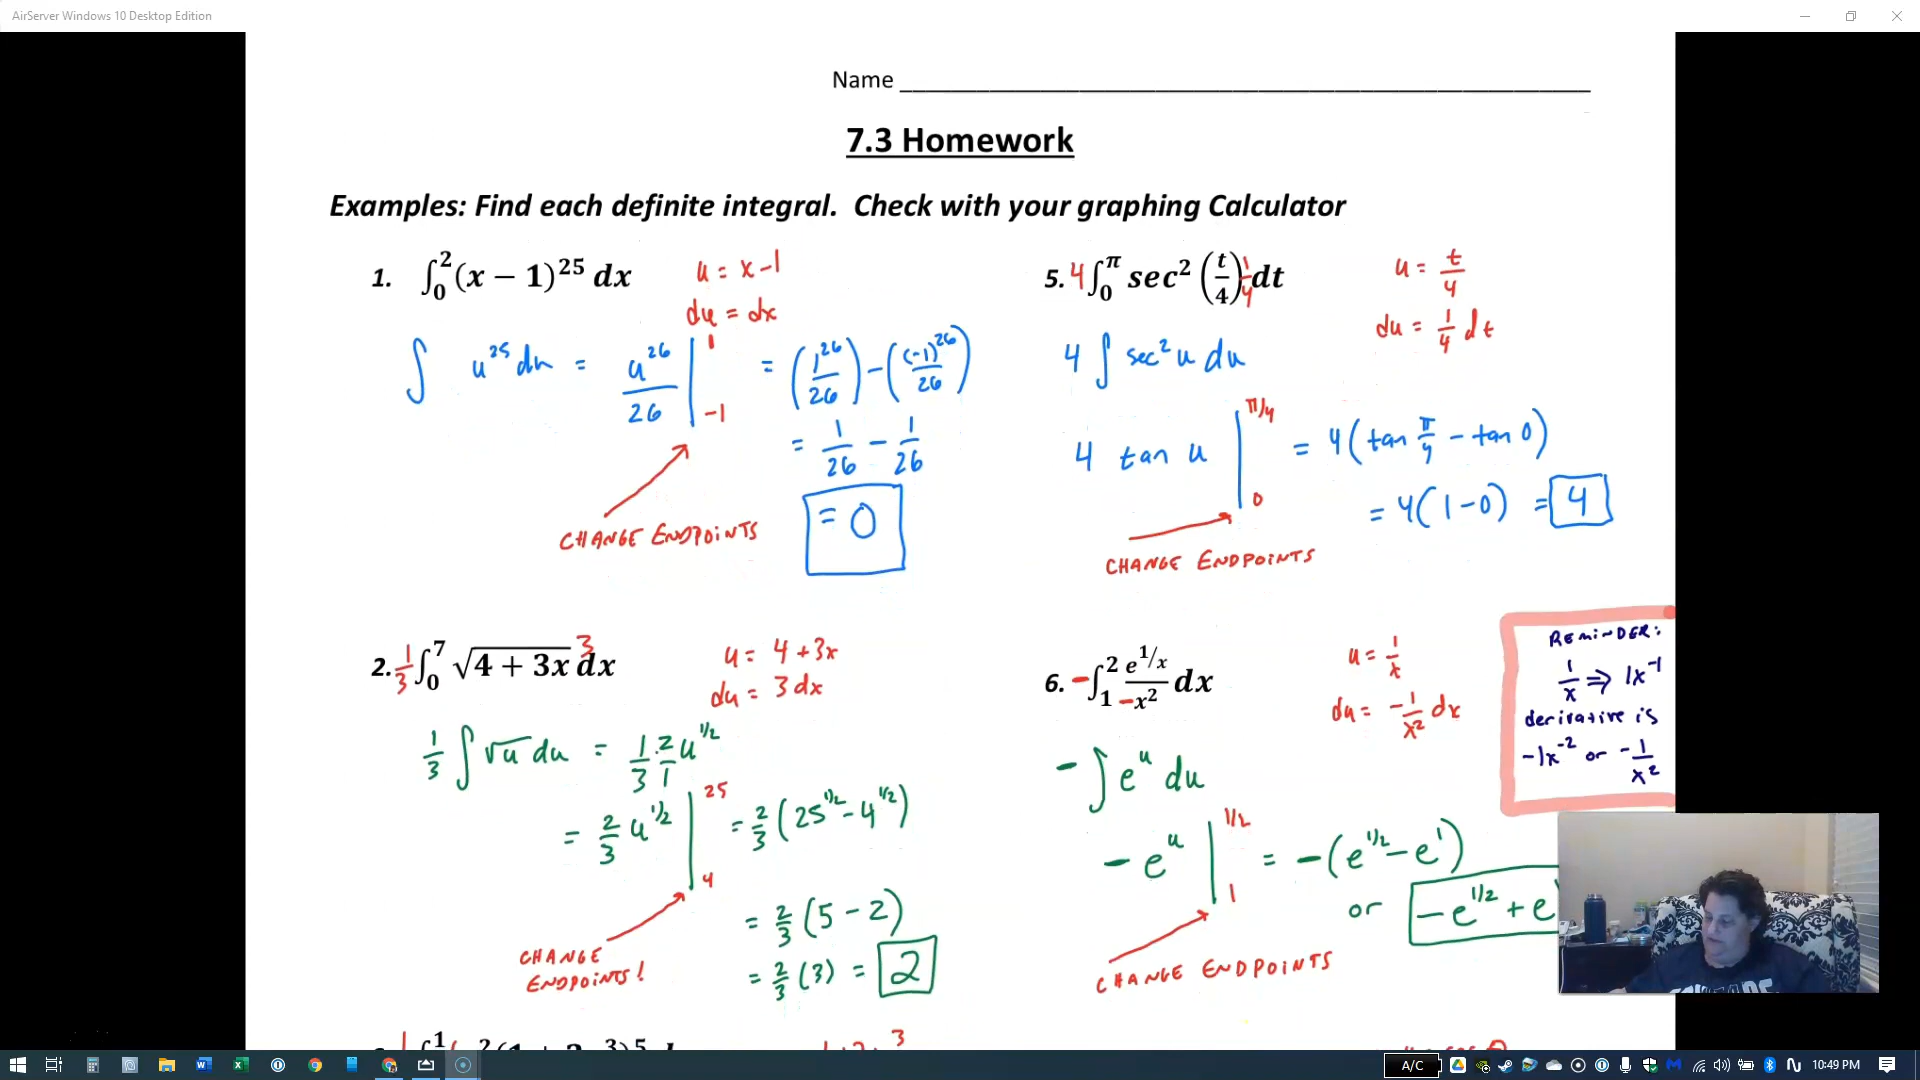 AirServer Windows 10 Desktop Edition
Name
7.3 Homework
Examples: Find each definite integral. Check with your graphing Calculator
1. ∫₀² (x − 1)²⁵ dx
u = x-1
du = dx
∫ u²⁵ du = u²⁶/26 |₋₁¹ = (1²⁶/26) - ((-1)²⁶/26)
= 1/26 - 1/26
= 0
CHANGE ENDPOINTS
5. 4 ∫₀^π sec² (t/4) 1/4 dt
u = t/4
du = 1/4 dt
4 ∫ sec² u du
4 tan u |₀^π/4 = 4(tan π/4 - tan 0)
= 4(1-0) = 4
CHANGE ENDPOINTS
2. 1/3 ∫₀⁷ √(4 + 3x) 3 dx
u = 4 + 3x
du = 3 dx
1/3 ∫ √u du = 1/3 · 2/1 u^1/2
= 2/3 u^1/2 |₄²⁵ = 2/3 (25^1/2 - 4^1/2)
= 2/3 (5 - 2)
= 2/3 (3) = 2
CHANGE
ENDPOINTS!
6. - ∫₁² e^1/x / -x² dx
u = 1/x
du = -1/x² dx
- ∫ e^u du
- e^u |₁^1/2 = -(e^1/2 - e^1)
or -e^1/2 + e
CHANGE ENDPOINTS
REMINDER:
1/x ⇒ 1x⁻¹
derivative is
-1x⁻² or -1/x²
A/C
10:49 PM